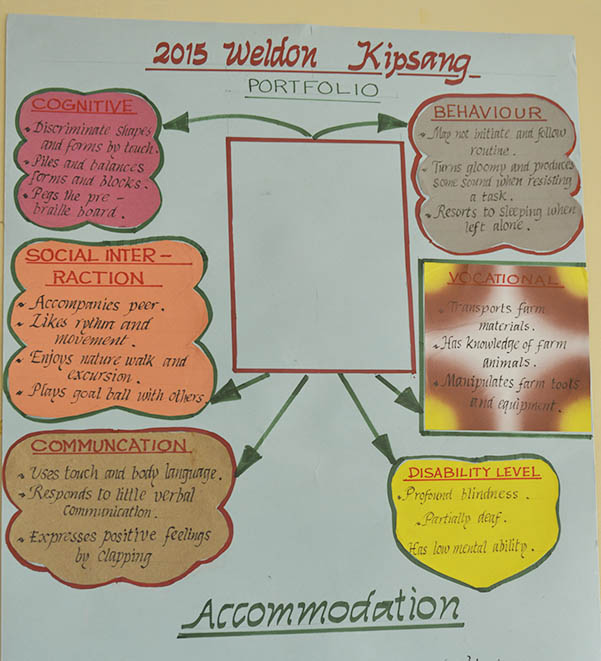 2015 Weldon Kipsang
PORTFOLIO
COGNITIVE
Discriminate shapes
and forms by touch.
Piles and balances
forms and blocks.
Pegs the pre-
braille board.
BEHAVIOUR
May not initiate and follow
routine.
Turns gloomy and produces
some sound when resisting
a task.
Resorts to sleeping when
left alone.
SOCIAL INTER-
RACTION
Accompanies peer.
Likes rythm and
movement.
Enjoys nature walk and
excursion.
Plays goal ball with others
VOCATIONAL
Transports farm
materials.
Has knowledge of farm
animals.
Manipulates farm tools
and equipment.
COMMUNCATION
Uses touch and body language.
Responds to little verbal
communication.
Expresses positive feelings
by clapping
DISABILITY LEVEL
Profound blindness.
Partially deaf.
Has low mental ability.
Accommodation